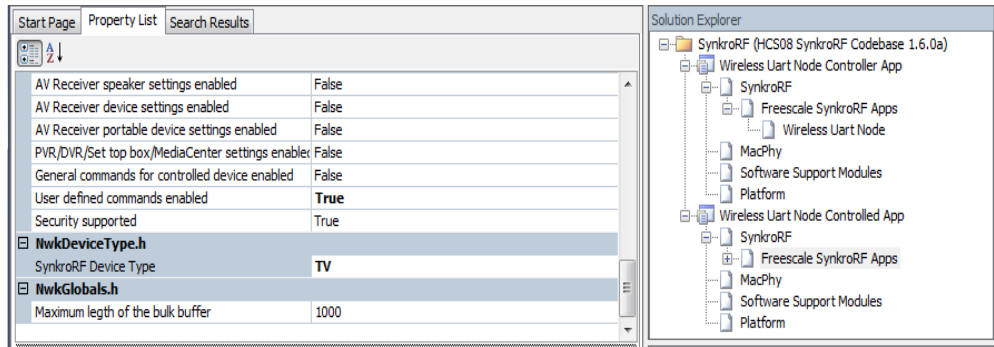 Start Page Property List Search Results
AV Receiver speaker settings enabled False
AV Receiver device settings enabled False
AV Receiver portable device settings enabled False
PVR/DVR/Set top box/MediaCenter settings enablec False
General commands for controlled device enabled False
User defined commands enabled True
Security supported True
NwkDeviceType.h
SynkroRF Device Type TV
NwkGlobals.h
Maximum legth of the bulk buffer 1000
Solution Explorer
SynkroRF (HCS08 SynkroRF Codebase 1.6.0a)
Wireless Uart Node Controller App
SynkroRF
Freescale SynkroRF Apps
Wireless Uart Node
MacPhy
Software Support Modules
Platform
Wireless Uart Node Controlled App
SynkroRF
Freescale SynkroRF Apps
MacPhy
Software Support Modules
Platform